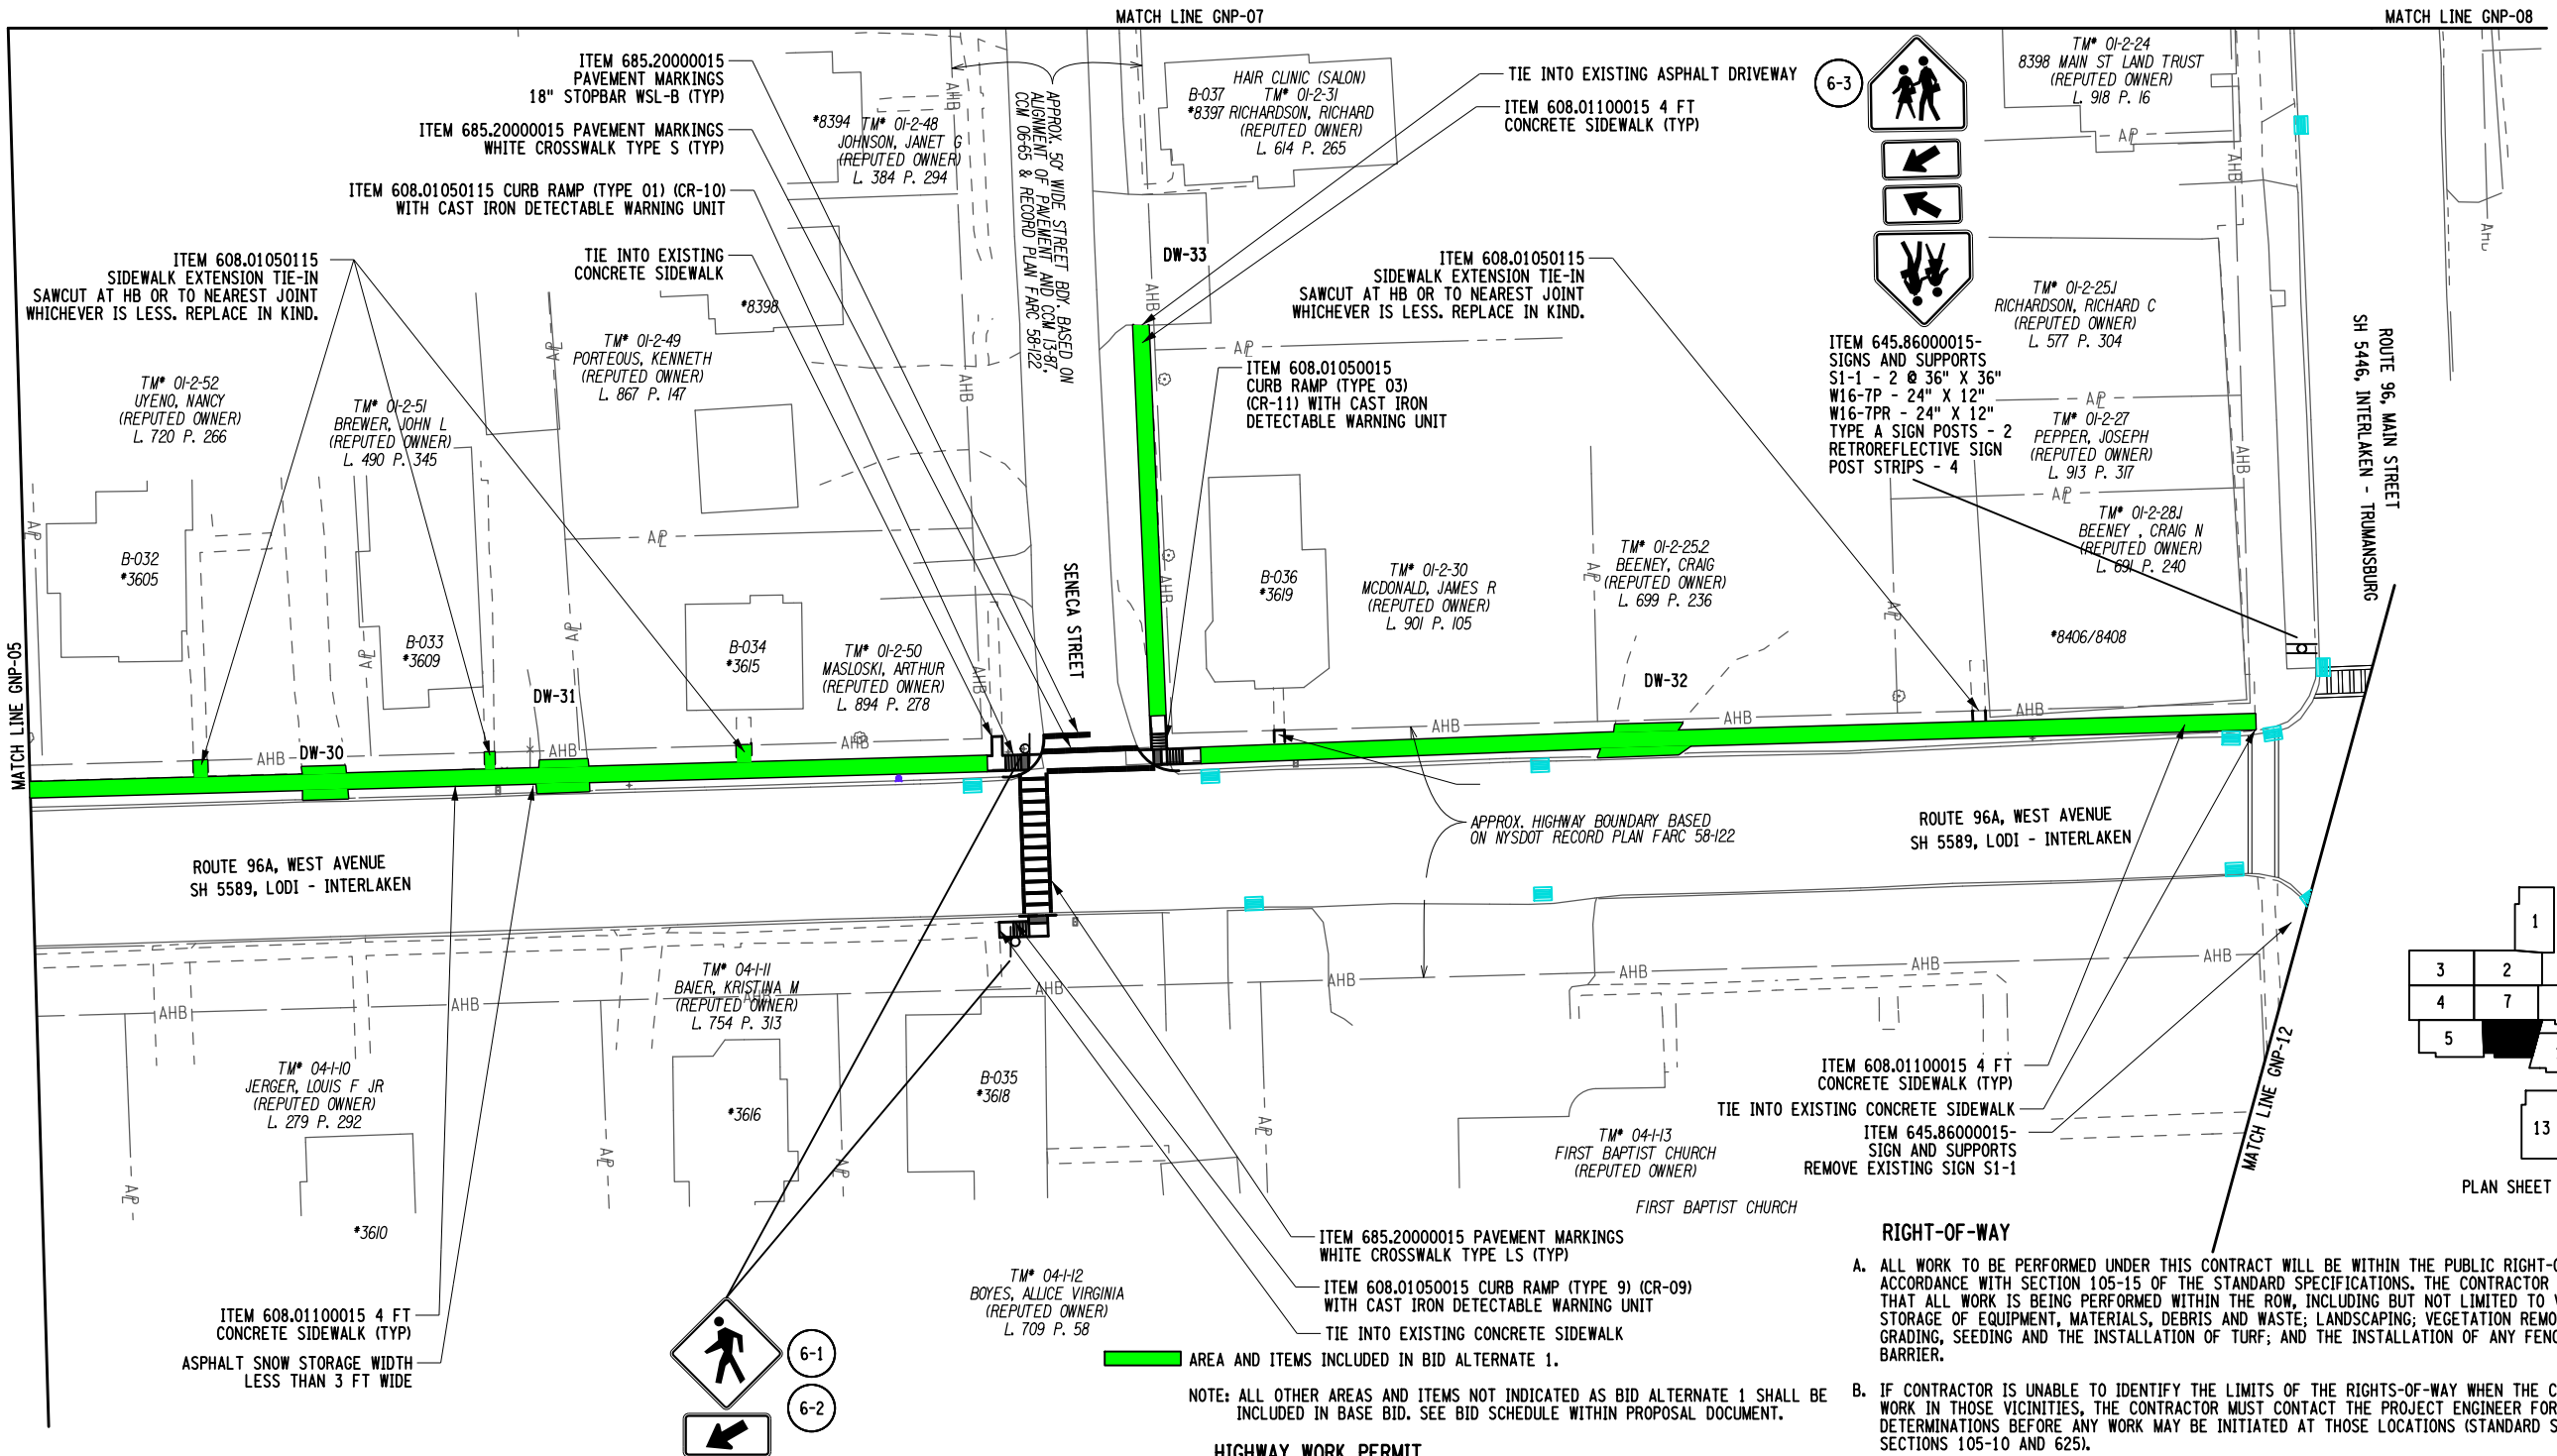 MATCH LINE GNP-07
MATCH LINE GNP-08
MATCH LINE GNP-05
ITEM 685.20000015
PAVEMENT MARKINGS
18" STOPBAR WSL-B (TYP)
ITEM 685.20000015 PAVEMENT MARKINGS
WHITE CROSSWALK TYPE S (TYP)
ITEM 608.01050115 CURB RAMP (TYPE 01) (CR-10)
WITH CAST IRON DETECTABLE WARNING UNIT
TIE INTO EXISTING
CONCRETE SIDEWALK
ITEM 608.01050115
SIDEWALK EXTENSION TIE-IN
SAWCUT AT HB OR TO NEAREST JOINT
WHICHEVER IS LESS. REPLACE IN KIND.
*8394
TM# 01-2-48
JOHNSON, JANET G
(REPUTED OWNER)
L. 384 P. 294
APPROX. 50' WIDE STREET BDY. BASED ON
ALIGNMENT OF PAVEMENT AND CCM 13-87,
CCM 06-65 & RECORD PLAN FARC 58-122
HAIR CLINIC (SALON)
B-037 TM# 01-2-31
*8397 RICHARDSON, RICHARD
(REPUTED OWNER)
L. 614 P. 265
TIE INTO EXISTING ASPHALT DRIVEWAY
ITEM 608.01100015 4 FT
CONCRETE SIDEWALK (TYP)
6-3
TM# 01-2-24
8398 MAIN ST LAND TRUST
(REPUTED OWNER)
L. 918 P. 16
DW-33
ITEM 608.01050115
SIDEWALK EXTENSION TIE-IN
SAWCUT AT HB OR TO NEAREST JOINT
WHICHEVER IS LESS. REPLACE IN KIND.
ITEM 608.01050015
CURB RAMP (TYPE 03)
(CR-11) WITH CAST IRON
DETECTABLE WARNING UNIT
TM# 01-2-25.1
RICHARDSON, RICHARD C
(REPUTED OWNER)
L. 577 P. 304
ITEM 645.86000015-
SIGNS AND SUPPORTS
S1-1 - 2 @ 36" X 36"
W16-7P - 24" X 12"
W16-7PR - 24" X 12"
TYPE A SIGN POSTS - 2
RETROREFLECTIVE SIGN
POST STRIPS - 4
TM# 01-2-27
PEPPER, JOSEPH
(REPUTED OWNER)
L. 913 P. 317
TM# 01-2-28.1
BEENEY , CRAIG N
(REPUTED OWNER)
L. 691 P. 240
*8406/8408
ROUTE 96, MAIN STREET
SH 5446, INTERLAKEN - TRUMANSBURG
*8398
TM# 01-2-49
PORTEOUS, KENNETH
(REPUTED OWNER)
L. 867 P. 147
TM# 01-2-52
UYENO, NANCY
(REPUTED OWNER)
L. 720 P. 266
TM# 01-2-51
BREWER, JOHN L
(REPUTED OWNER)
L. 490 P. 345
B-032
*3605
B-033
*3609
B-034
*3615
TM# 01-2-50
MASLOSKI, ARTHUR
(REPUTED OWNER)
L. 894 P. 278
SENECA STREET
B-036
*3619
TM# 01-2-30
MCDONALD, JAMES R
(REPUTED OWNER)
L. 901 P. 105
TM# 01-2-25.2
BEENEY, CRAIG
(REPUTED OWNER)
L. 699 P. 236
DW-30
DW-31
DW-32
AHB
AHB
AHB
AHB
AHB
AHB
APPROX. HIGHWAY BOUNDARY BASED
ON NYSDOT RECORD PLAN FARC 58-122
ROUTE 96A, WEST AVENUE
SH 5589, LODI - INTERLAKEN
ROUTE 96A, WEST AVENUE
SH 5589, LODI - INTERLAKEN
AHB
AHB
AHB
AHB
AHB
AHB
AHB
AHB
TM# 04-1-10
JERGER, LOUIS F JR
(REPUTED OWNER)
L. 279 P. 292
*3610
TM# 04-1-11
BAIER, KRISTINA M
(REPUTED OWNER)
L. 754 P. 313
*3616
B-035
*3618
TM# 04-1-12
BOYES, ALLICE VIRGINIA
(REPUTED OWNER)
L. 709 P. 58
TM# 04-1-13
FIRST BAPTIST CHURCH
(REPUTED OWNER)
FIRST BAPTIST CHURCH
ITEM 608.01100015 4 FT
CONCRETE SIDEWALK (TYP)
TIE INTO EXISTING CONCRETE SIDEWALK
ITEM 645.86000015-
SIGN AND SUPPORTS
REMOVE EXISTING SIGN S1-1
MATCH LINE GNP-12
1
3 2
4 7
5
13
PLAN SHEET
ITEM 608.01100015 4 FT
CONCRETE SIDEWALK (TYP)
ASPHALT SNOW STORAGE WIDTH
LESS THAN 3 FT WIDE
6-1
6-2
ITEM 685.20000015 PAVEMENT MARKINGS
WHITE CROSSWALK TYPE LS (TYP)
ITEM 608.01050015 CURB RAMP (TYPE 9) (CR-09)
WITH CAST IRON DETECTABLE WARNING UNIT
TIE INTO EXISTING CONCRETE SIDEWALK
AREA AND ITEMS INCLUDED IN BID ALTERNATE 1.
NOTE: ALL OTHER AREAS AND ITEMS NOT INDICATED AS BID ALTERNATE 1 SHALL BE
INCLUDED IN BASE BID. SEE BID SCHEDULE WITHIN PROPOSAL DOCUMENT.
HIGHWAY WORK PERMIT
RIGHT-OF-WAY
A. ALL WORK TO BE PERFORMED UNDER THIS CONTRACT WILL BE WITHIN THE PUBLIC
ACCORDANCE WITH SECTION 105-15 OF THE STANDARD SPECIFICATIONS. THE CONTRACTOR
THAT ALL WORK IS BEING PERFORMED WITHIN THE ROW, INCLUDING BUT NOT LIMITED TO
STORAGE OF EQUIPMENT, MATERIALS, DEBRIS AND WASTE; LANDSCAPING; VEGETATION
GRADING, SEEDING AND THE INSTALLATION OF TURF; AND THE INSTALLATION OF ANY
BARRIER.
B. IF CONTRACTOR IS UNABLE TO IDENTIFY THE LIMITS OF THE RIGHTS-OF-WAY WHEN THE
WORK IN THOSE VICINITIES, THE CONTRACTOR MUST CONTACT THE PROJECT ENGINEER FOR
DETERMINATIONS BEFORE ANY WORK MAY BE INITIATED AT THOSE LOCATIONS (STANDARD
SECTIONS 105-10 AND 625).